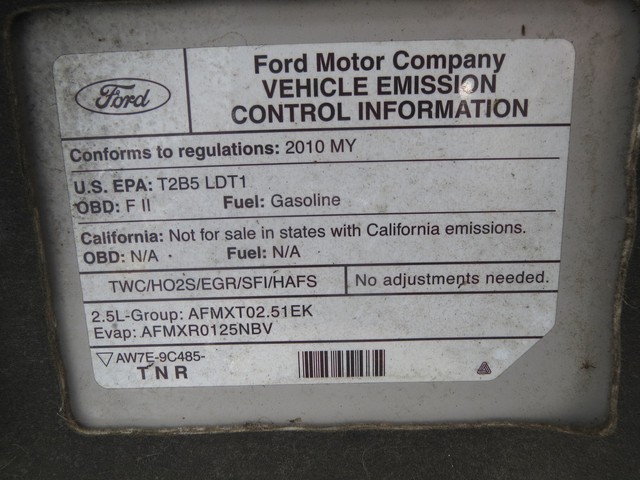 Ford
Ford Motor Company
VEHICLE EMISSION
CONTROL INFORMATION
Conforms to regulations: 2010 MY
U.S. EPA: T2B5 LDT1
OBD: F II Fuel: Gasoline
California: Not for sale in states with California emissions.
OBD: N/A Fuel: N/A
TWC/HO2S/EGR/SFI/HAFS No adjustments needed.
2.5L-Group: AFMXT02.51EK
Evap: AFMXR0125NBV
AW7E-9C485-
TNR